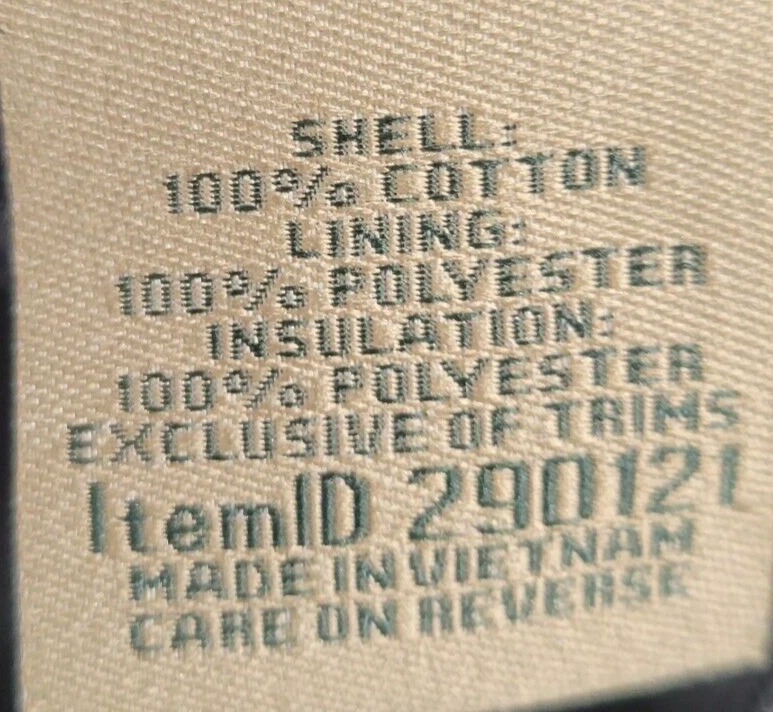 SHELL:
100% COTTON
LINING:
100% POLYESTER
INSULATION:
100% POLYESTER
EXCLUSIVE OF TRIMS
ItemID 290121
MADE IN VIETNAM
CARE ON REVERSE